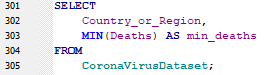 301 SELECT
302 Country_or_Region,
303 MIN(Deaths) AS min_deaths
304 FROM
305 CoronaVirusDataset;